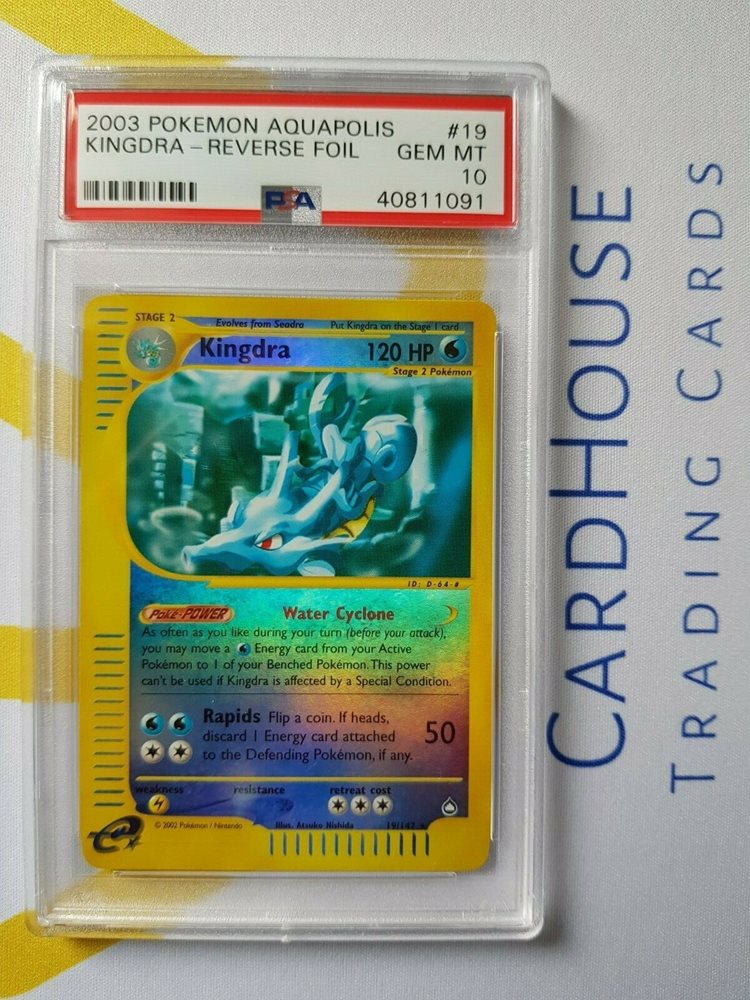 2003 POKEMON AQUAPOLIS #19
KINGDRA - REVERSE FOIL GEM MT
10
PSA 40811091
STAGE 2 Evolves from Seadra Put Kingdra on the Stage 1 card
Kingdra 120 HP
Stage 2 Pokémon
ID: D-64-#
Poké-POWER Water Cyclone
As often as you like during your turn (before your attack),
you may move a Energy card from your Active
Pokémon to 1 of your Benched Pokémon. This power
can't be used if Kingdra is affected by a Special Condition.
Rapids Flip a coin. If heads,
discard 1 Energy card attached
to the Defending Pokémon, if any.
50
weakness resistance retreat cost
© 2002 Pokémon / Nintendo
Illus. Atsuko Nishida 19/147
e
CARDHOUSE
TRADING CARDS